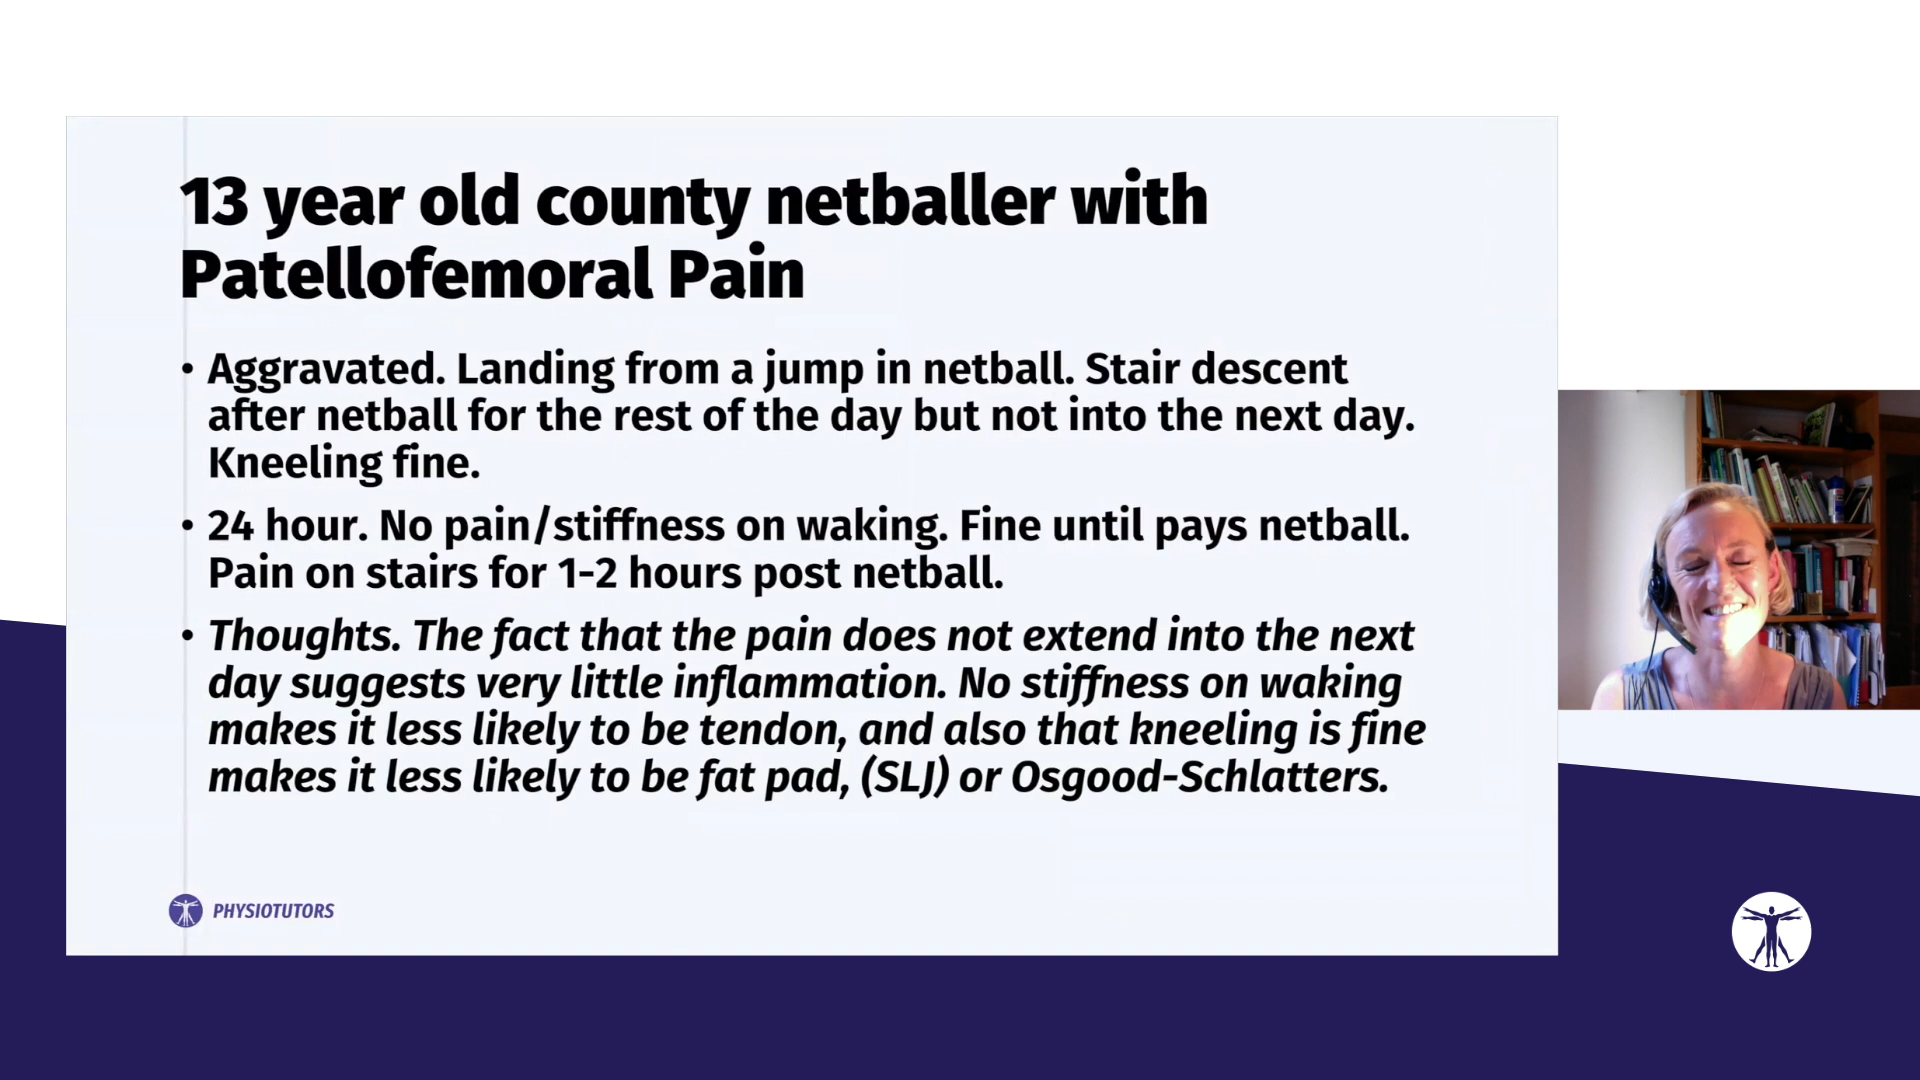 13 year old county netballer with
Patellofemoral Pain
• Aggravated. Landing from a jump in netball. Stair descent
after netball for the rest of the day but not into the next day.
Kneeling fine.
• 24 hour. No pain/stiffness on waking. Fine until pays netball.
Pain on stairs for 1-2 hours post netball.
• Thoughts. The fact that the pain does not extend into the next
day suggests very little inflammation. No stiffness on waking
makes it less likely to be tendon, and also that kneeling is fine
makes it less likely to be fat pad, (SLJ) or Osgood-Schlatters.
PHYSIOTUTORS